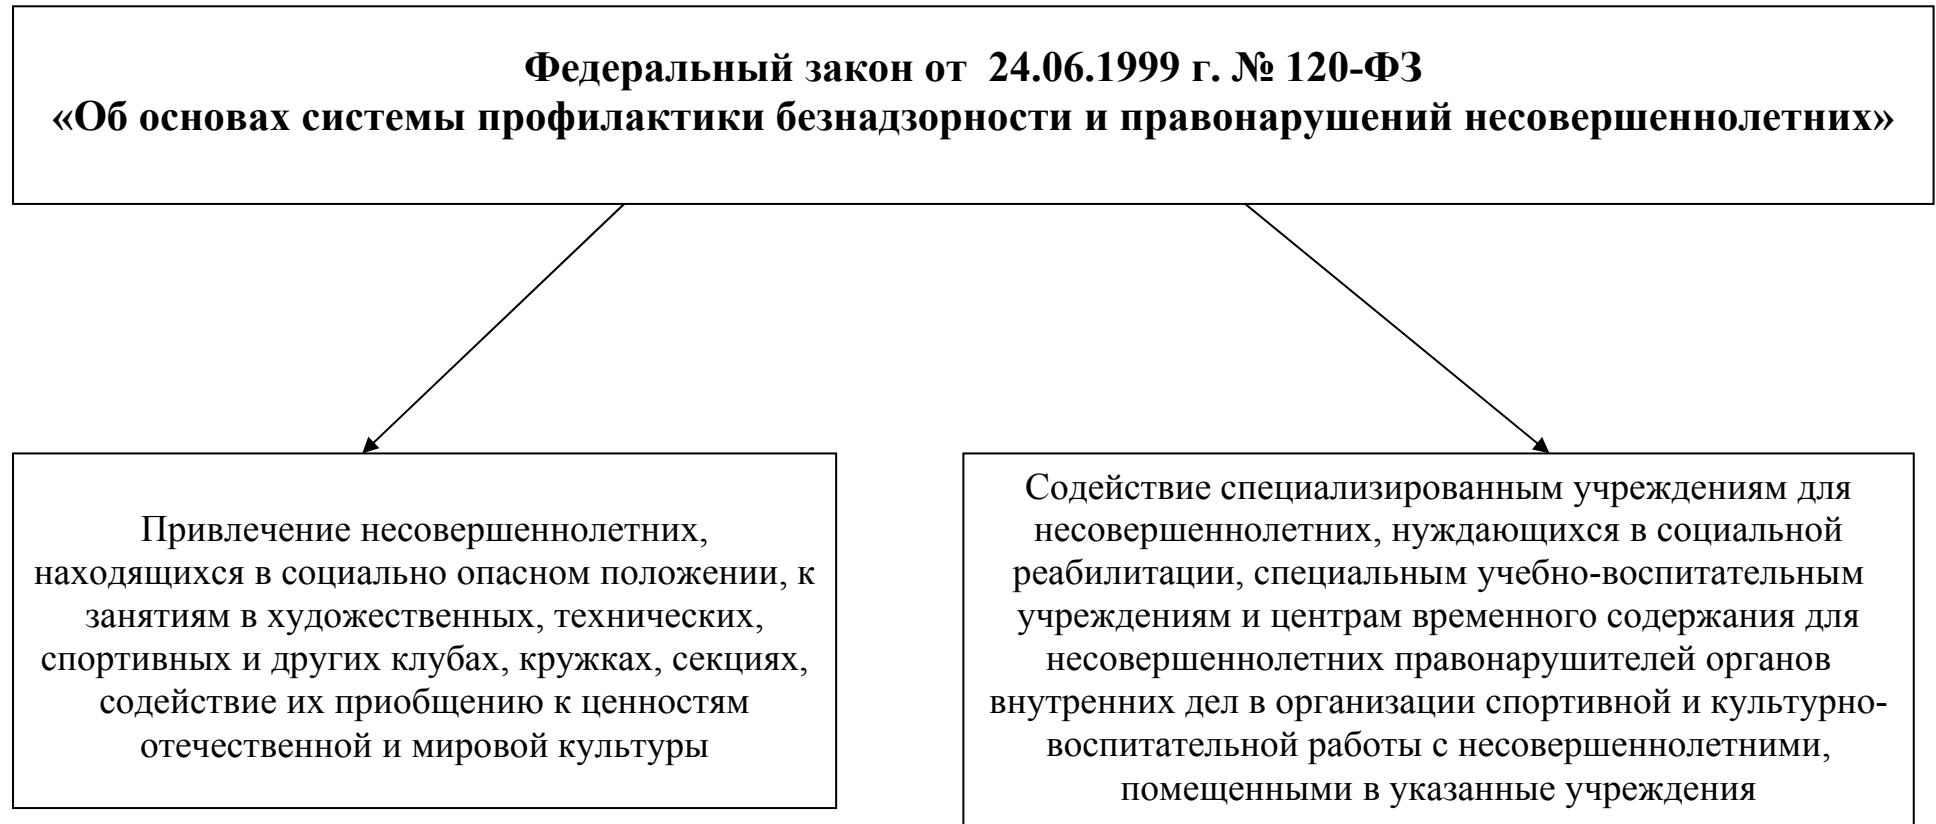 Федеральный закон от 24.06.1999 г. № 120-ФЗ
«Об основах системы профилактики безнадзорности и правонарушений несовершеннолетних»
Привлечение несовершеннолетних,
находящихся в социально опасном положении, к
занятиям в художественных, технических,
спортивных и других клубах, кружках, секциях,
содействие их приобщению к ценностям
отечественной и мировой культуры
Содействие специализированным учреждениям для
несовершеннолетних, нуждающихся в социальной
реабилитации, специальным учебно-воспитательным
учреждениям и центрам временного содержания для
несовершеннолетних правонарушителей органов
внутренних дел в организации спортивной и культурно-
воспитательной работы с несовершеннолетними,
помещенными в указанные учреждения